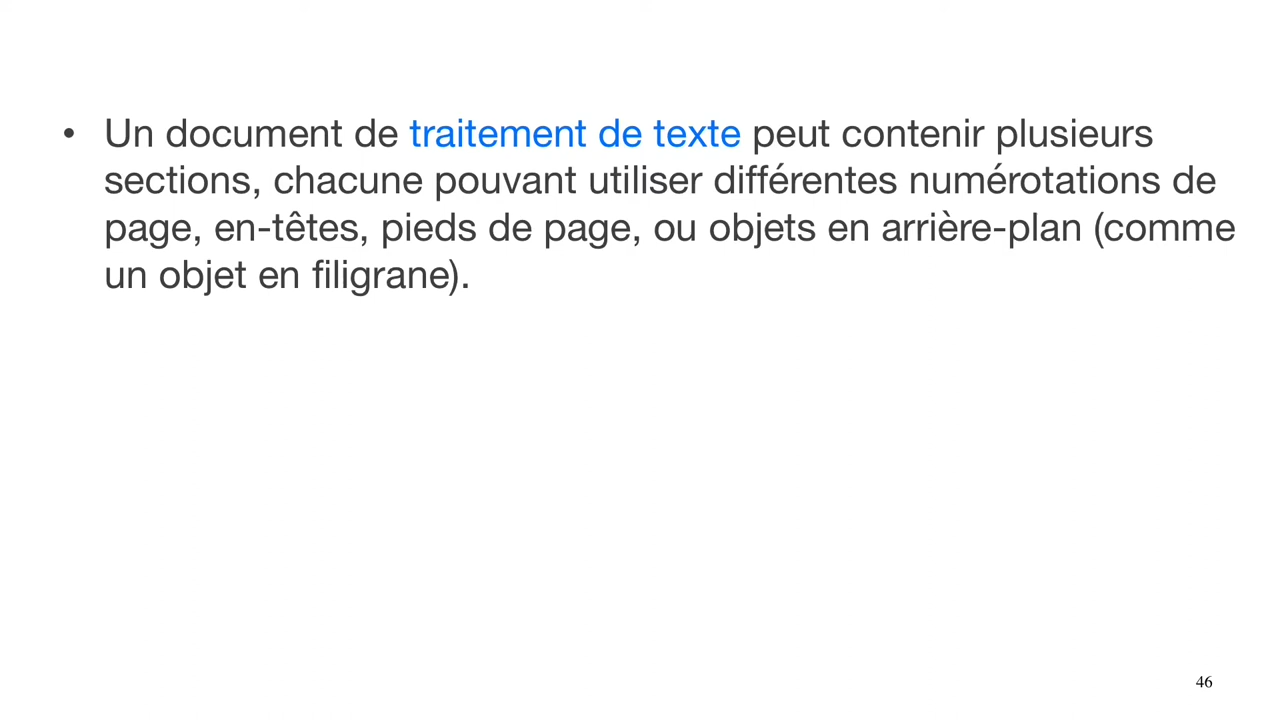 • Un document de traitement de texte peut contenir plusieurs
sections, chacune pouvant utiliser différentes numérotations de
page, en-têtes, pieds de page, ou objets en arrière-plan (comme
un objet en filigrane).
46